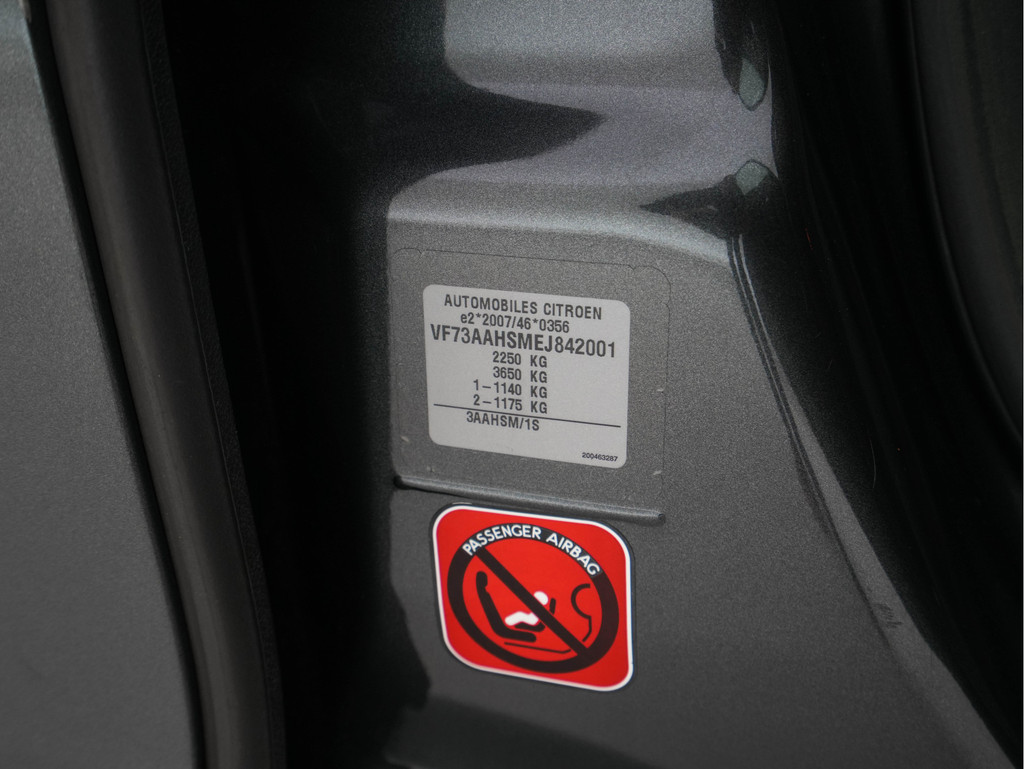 AUTOMOBILES CITROEN
e2*2007/46*0356
VF73AAHSMEJ842001
2250 KG
3650 KG
1-1140 KG
2-1175 KG
3AAHSM/1S
200463287
PASSENGER AIRBAG